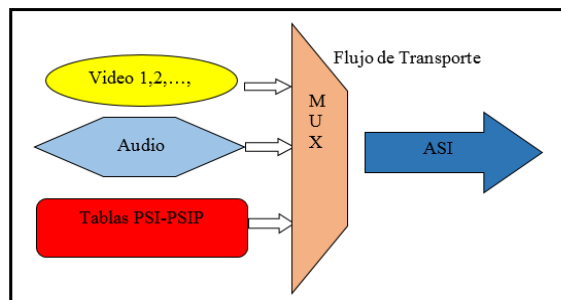 Video 1,2,…,
Audio
Tablas PSI-PSIP
M
U
X
Flujo de Transporte
ASI